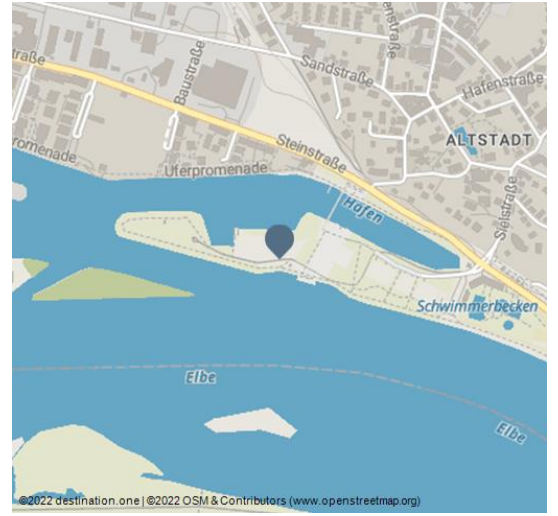 fenstraße
straße
Baustraße
Sandstraße
Hafenstraße
ALTSTADT
Steinstraße
promenade
Uferpromenade
Hafen
Sielstraße
Schwimmerbecken
Elbe
Elbe
©2022 destination.one | ©2022 OSM & Contributors (www.openstreetmap.org)